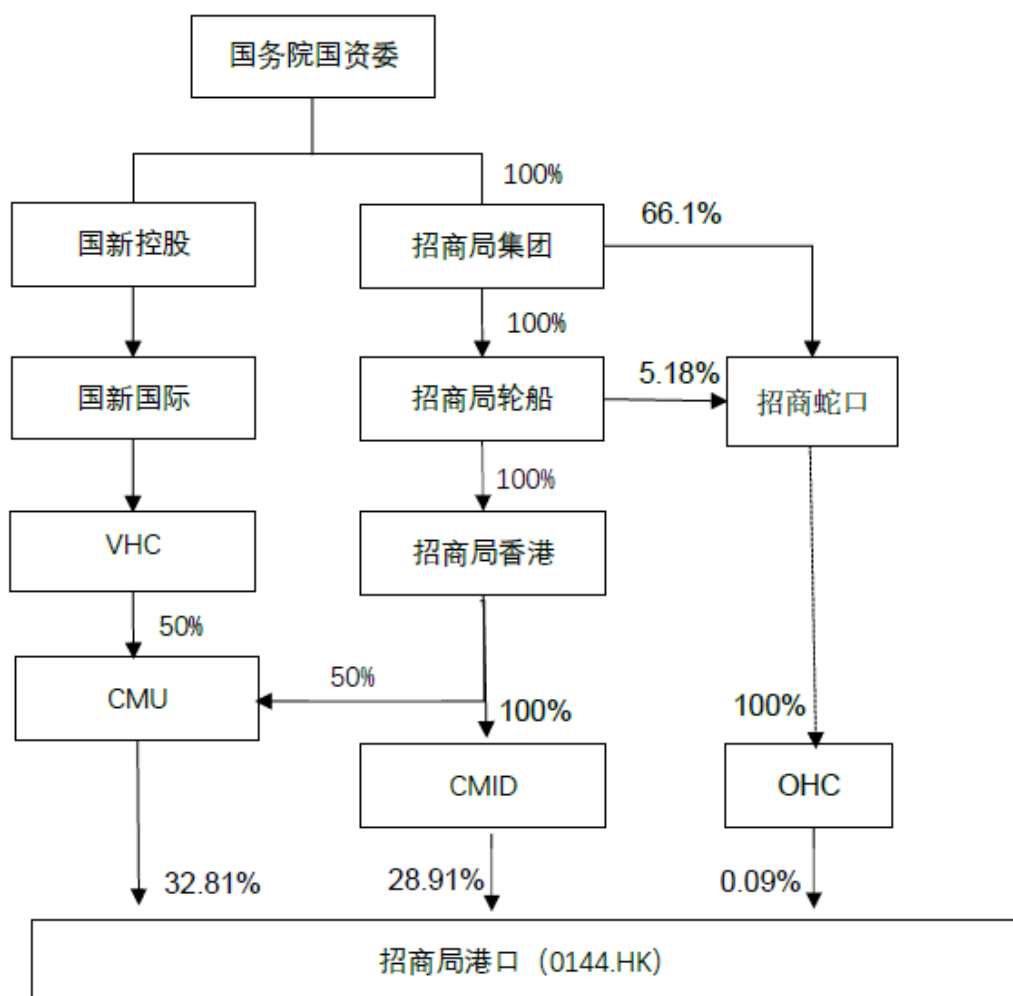 国务院国资委
100%
66.1%
国新控股
招商局集团
100%
国新国际
招商局轮船
5.18%
招商蛇口
100%
VHC
招商局香港
50%
50%
CMU
100%
100%
CMID
OHC
32.81%
28.91%
0.09%
招商局港口（0144.HK）